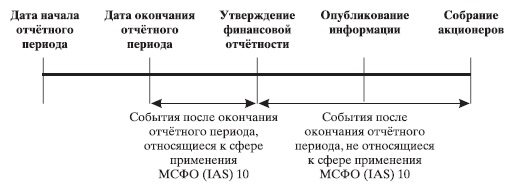 Дата начала
отчётного
периода
Дата окончания
отчётного
периода
Утверждение
финансовой
отчётности
Опубликование
информации
Собрание
акционеров
События после окончания
отчётного периода,
относящиеся к сфере
применения
МСФО (IAS) 10
События после
окончания отчётного
периода, не относящиеся
к сфере применения
МСФО (IAS) 10